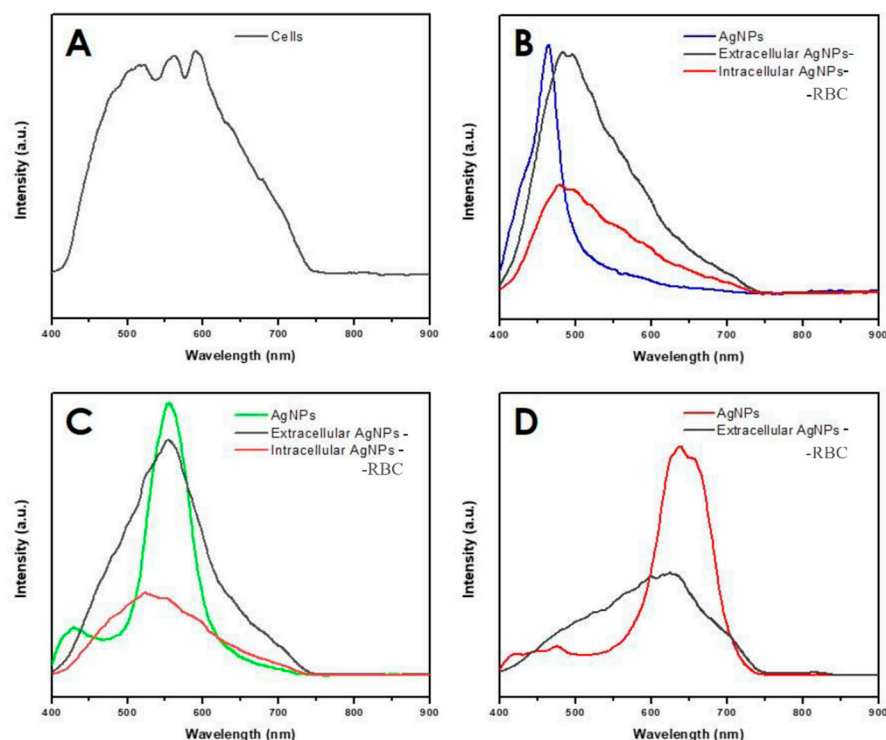 A
Cells
Intensity (a.u.)
400 500 600 700 800 900
Wavelength (nm)
B
AgNPs
Extracellular AgNPs-
Intracellular AgNPs-
-RBC
Intensity (a.u.)
400 500 600 700 800 900
Wavelength (nm)
C
AgNPs
Extracellular AgNPs -
Intracellular AgNPs -
-RBC
Intensity (a.u.)
400 500 600 700 800 900
Wavelength (nm)
D
AgNPs
Extracellular AgNPs -
-RBC
Intensity (a.u.)
400 500 600 700 800 900
Wavelength (nm)